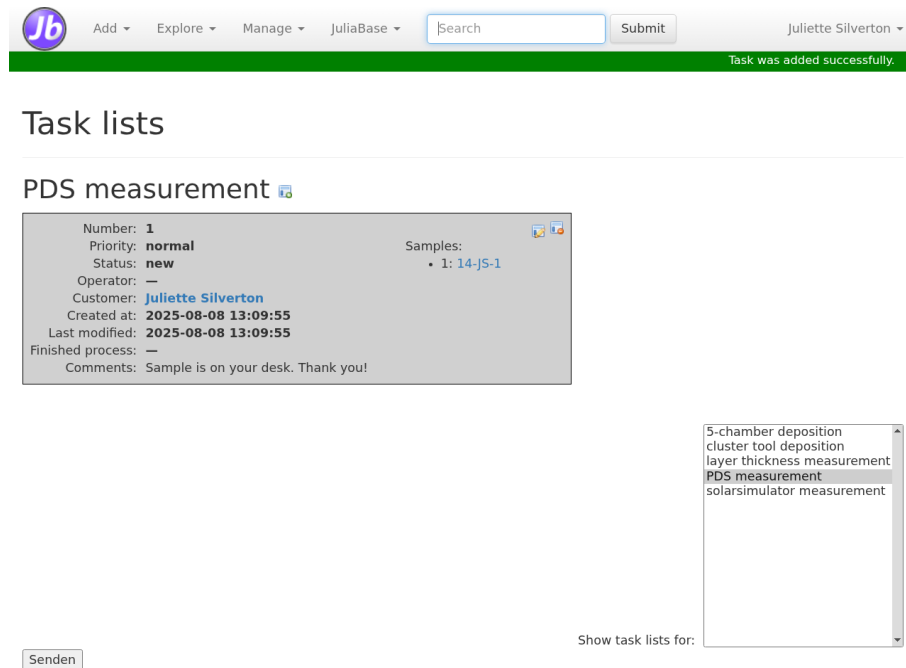 Jb Add Explore Manage JuliaBase Search Submit Juliette Silverton
Task was added successfully.
Task lists
PDS measurement
Number: 1
Priority: normal
Samples:
Status: new
• 1: 14-JS-1
Operator: —
Customer: Juliette Silverton
Created at: 2025-08-08 13:09:55
Last modified: 2025-08-08 13:09:55
Finished process: —
Comments: Sample is on your desk. Thank you!
5-chamber deposition
cluster tool deposition
layer thickness measurement
PDS measurement
solarsimulator measurement
Show task lists for:
Senden